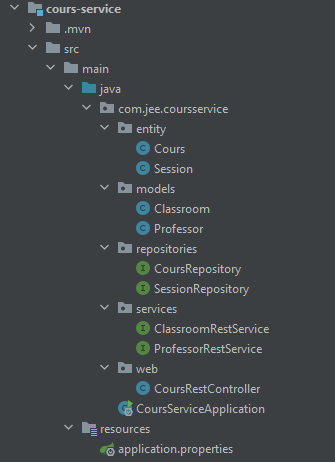 cours-service
.mvn
src
main
java
com.jee.coursservice
entity
Cours
Session
models
Classroom
Professor
repositories
CoursRepository
SessionRepository
services
ClassroomRestService
ProfessorRestService
web
CoursRestController
CoursServiceApplication
resources
application.properties